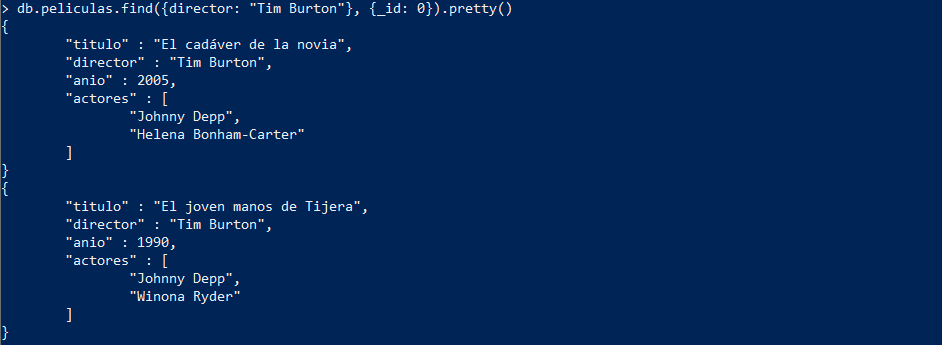 > db.peliculas.find({director: "Tim Burton"}, {_id: 0}).pretty()
{
        "titulo" : "El cadáver de la novia",
        "director" : "Tim Burton",
        "anio" : 2005,
        "actores" : [
                "Johnny Depp",
                "Helena Bonham-Carter"
        ]
}
{
        "titulo" : "El joven manos de Tijera",
        "director" : "Tim Burton",
        "anio" : 1990,
        "actores" : [
                "Johnny Depp",
                "Winona Ryder"
        ]
}